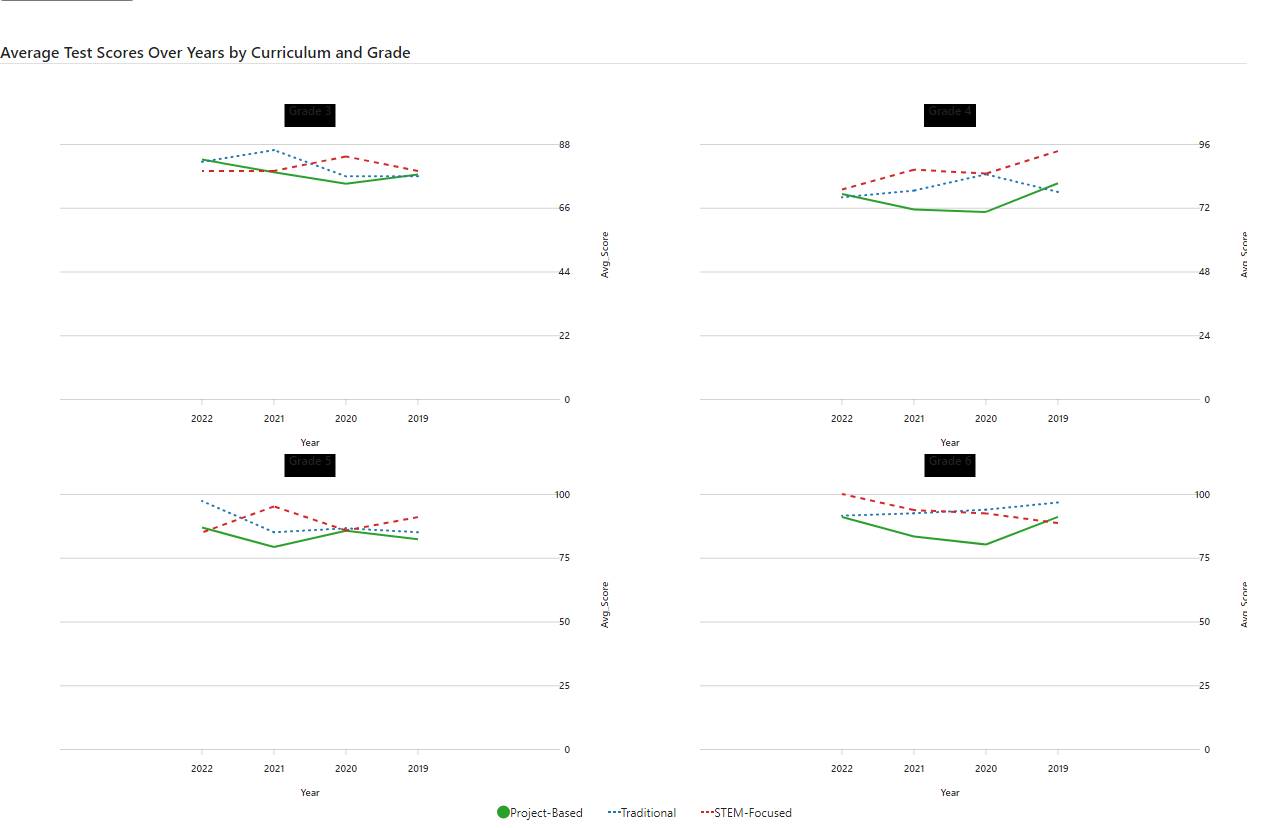 Average Test Scores Over Years by Curriculum and Grade
Grade 3
88
66
44
22
0
Avg_Score
2022 2021 2020 2019
Year
Grade 4
96
72
48
24
0
Avg_Score
2022 2021 2020 2019
Year
Grade 5
100
75
50
25
0
Avg_Score
2022 2021 2020 2019
Year
Grade 6
100
75
50
25
0
Avg_Score
2022 2021 2020 2019
Year
Project-Based Traditional STEM-Focused